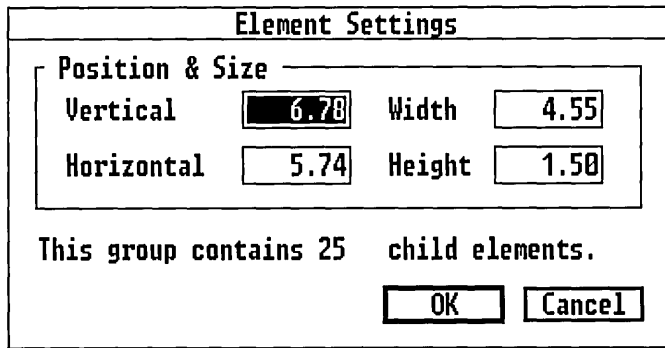 Element Settings
Position & Size
Vertical 6.78 Width 4.55
Horizontal 5.74 Height 1.50
This group contains 25 child elements.
OK Cancel